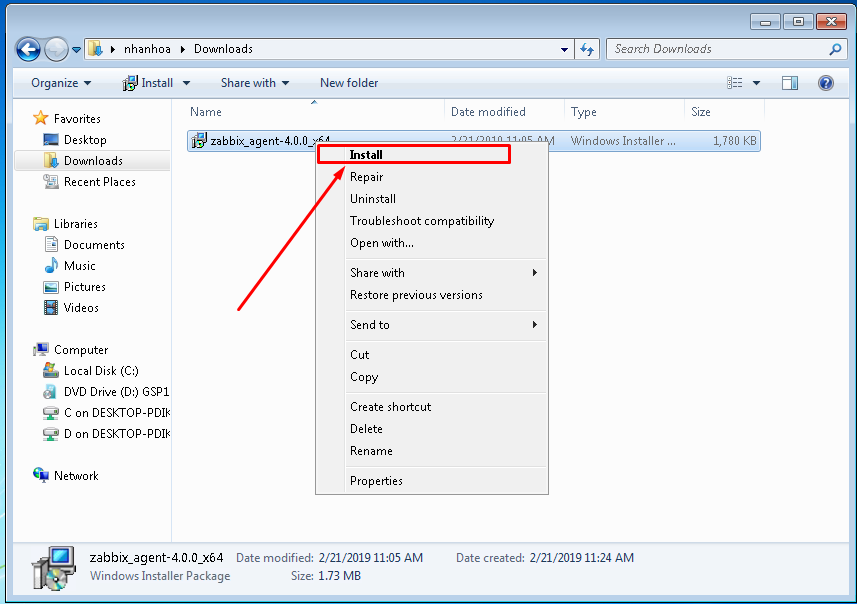 nhanhoa Downloads Search Downloads
Organize Install Share with New folder
Name Date modified Type Size
Favorites
Desktop
Downloads
Recent Places
Libraries
Documents
Music
Pictures
Videos
Computer
Local Disk (C:)
DVD Drive (D:) GSP1
C on DESKTOP-PDIK
D on DESKTOP-PDIK
Network
zabbix_agent-4.0.0_x64 2/21/2019 11:05 AM Windows Installer ... 1,780 KB
Install
Repair
Uninstall
Troubleshoot compatibility
Open with...
Share with
Restore previous versions
Send to
Cut
Copy
Create shortcut
Delete
Rename
Properties
zabbix_agent-4.0.0_x64 Date modified: 2/21/2019 11:05 AM Date created: 2/21/2019 11:24 AM
Windows Installer Package Size: 1.73 MB